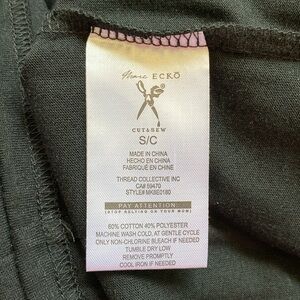 Marc ECKŌ
CUT&SEW
S/C
MADE IN CHINA
HECHO EN CHINA
FABRIQUÉ EN CHINE
THREAD COLLECTIVE INC
CA# 59470
STYLE# MK8E0180
PAY ATTENTION:
(STOP RELYING ON YOUR MOM)
60% COTTON 40% POLYESTER
MACHINE WASH COLD, AT GENTLE CYCLE
ONLY NON-CHLORINE BLEACH IF NEEDED
TUMBLE DRY LOW
REMOVE PROMPTLY
COOL IRON IF NEEDED